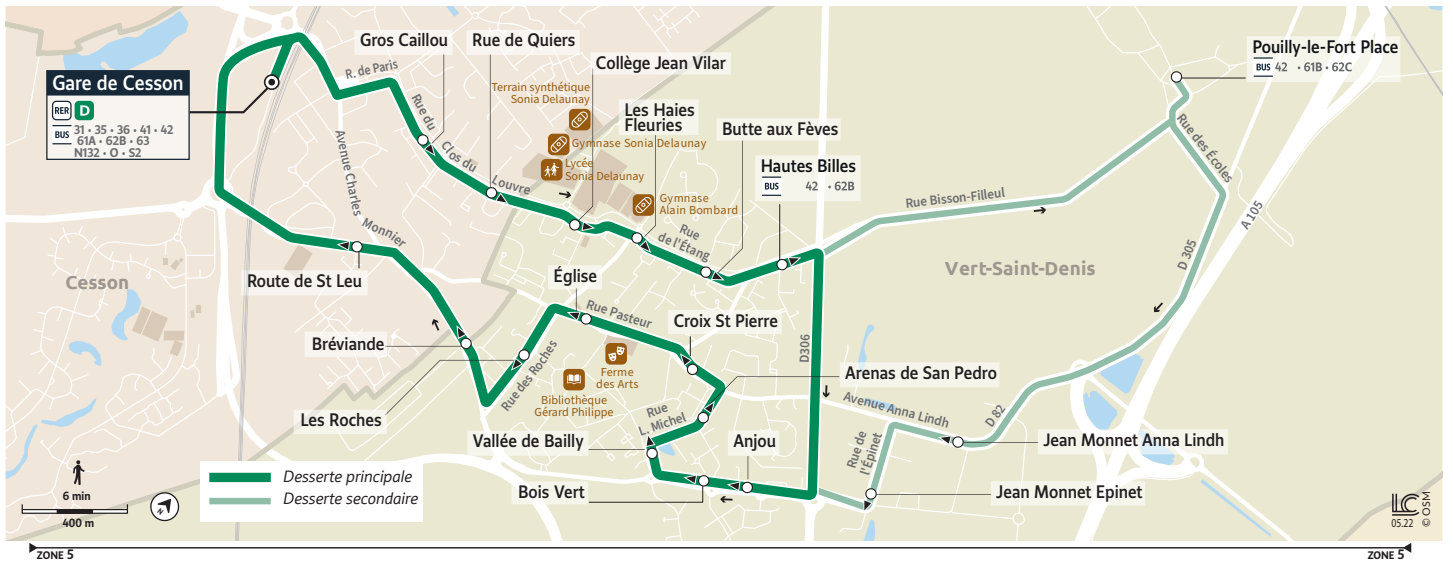 Gros Caillou
Rue de Quiers
Collège Jean Vilar
Pouilly-le-Fort Place
BUS 42 • 61B • 62C
Gare de Cesson
RER D
BUS 31 • 35 • 36 • 41 • 42
61A • 62B • 63
N132 • O • S2
R. de Paris
Terrain synthétique
Sonia Delaunay
Les Haies
Fleuries
Butte aux Fèves
Rue du
Clos du
Louvre
Gymnase Sonia Delaunay
Lycée
Sonia Delaunay
Hautes Billes
BUS 42 • 62B
Rue des Écoles
Avenue Charles
Monnier
Gymnase
Alain Bombard
Rue Bisson-Filleul
Rue
de l'Étang
A 105
D 305
Cesson
Vert-Saint-Denis
Route de St Leu
Église
Rue Pasteur
Croix St Pierre
Bréviande
D306
Rue des Roches
Ferme
des Arts
Arenas de San Pedro
Bibliothèque
Gérard Philippe
Les Roches
Rue
L. Michel
Avenue Anna Lindh
D 82
Vallée de Bailly
Anjou
Rue de
l'Épinet
Jean Monnet Anna Lindh
Desserte principale
Desserte secondaire
Bois Vert
Jean Monnet Epinet
6 min
400 m
LC
05.22
© OSM
ZONE 5
ZONE 5